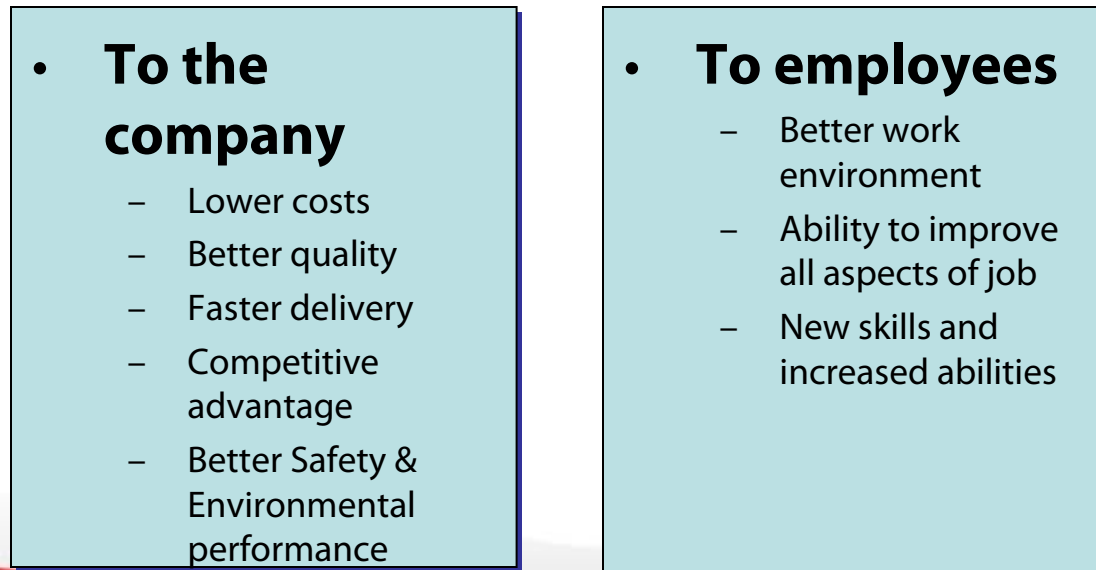 • To the
company
– Lower costs
– Better quality
– Faster delivery
– Competitive
advantage
– Better Safety &
Environmental
performance
• To employees
– Better work
environment
– Ability to improve
all aspects of job
– New skills and
increased abilities